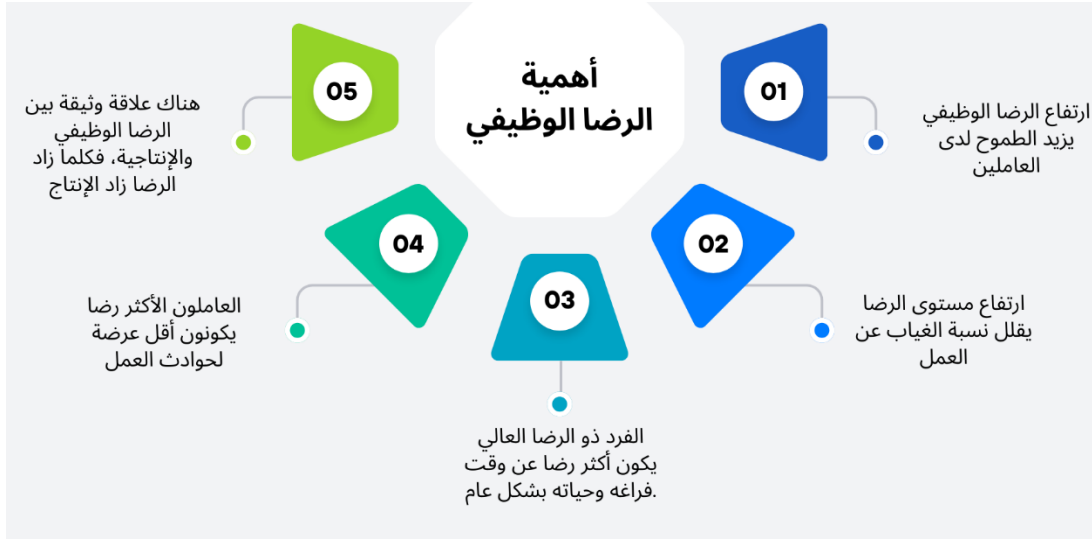 أهمية
الرضا الوظيفي
01
ارتفاع الرضا الوظيفي
يزيد الطموح لدى
العاملين
02
ارتفاع مستوى الرضا
يقلل نسبة الغياب عن
العمل
03
الفرد ذو الرضا العالي
يكون أكثر رضا عن وقت
فراغه وحياته بشكل عام.
04
العاملون الأكثر رضا
يكونون أقل عرضة
لحوادث العمل
05
هناك علاقة وثيقة بين
الرضا الوظيفي
والإنتاجية، فكلما زاد
الرضا زاد الإنتاج